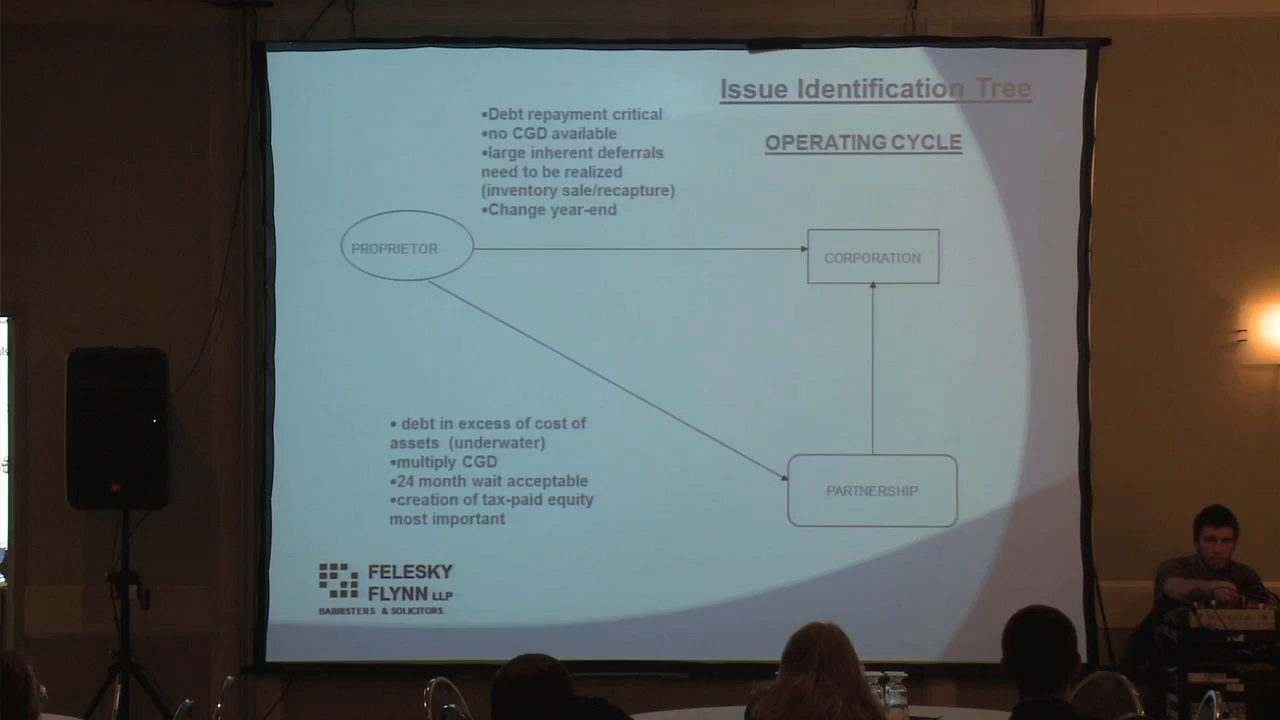 Issue Identification Tree
OPERATING CYCLE
•Debt repayment critical
•no CGD available
•large inherent deferrals
need to be realized
(inventory sale/recapture)
•Change year-end
PROPRIETOR
CORPORATION
• debt in excess of cost of
assets (underwater)
•multiply CGD
•24 month wait acceptable
•creation of tax-paid equity
most important
PARTNERSHIP
FELESKY
FLYNN LLP
BARRISTERS & SOLICITORS